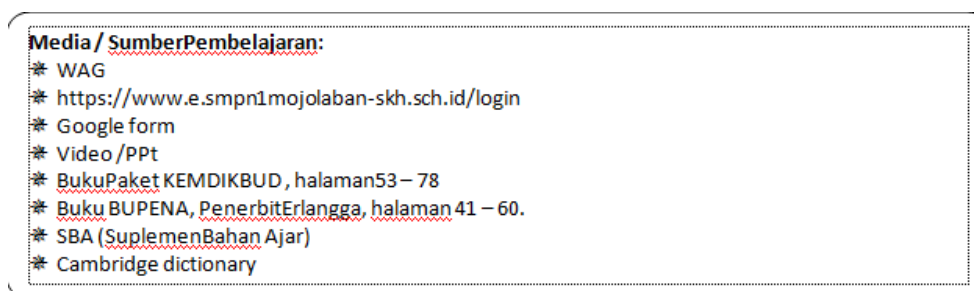 Media / SumberPembelajaran:
✵ WAG
✵ https://www.e.smpn1mojolaban-skh.sch.id/login
✵ Google form
✵ Video /PPt
✵ BukuPaket KEMDIKBUD , halaman53 – 78
✵ Buku BUPENA, PenerbitErlangga, halaman 41 – 60.
✵ SBA (SuplemenBahan Ajar)
✵ Cambridge dictionary